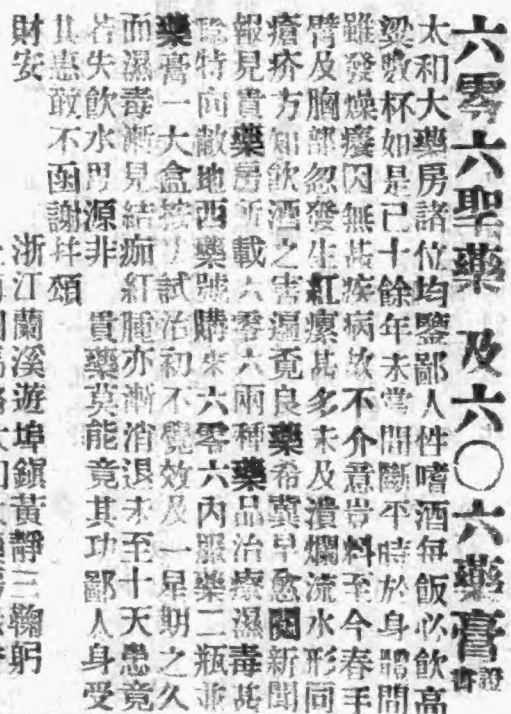 六零六聖藥 及六〇六藥膏證書
太和大藥房諸位均鑒鄙人性嗜酒每飯必飲高
梁數杯如是已十餘年未嘗間斷平時於身體間
雖發燥癢因無甚疾病故不介意豈料至今春手
臂及胸部忽發生紅瘰甚多未及潰爛流水形同
瘡疥方知飲酒之害遍覓良藥希冀早愈閱新聞
報見貴藥房所載六零六兩種藥品治療濕毒甚
驗特向敝地西藥號購來六零六內服藥二瓶並
藥膏一大盒按法試治初不覺效及一星期之久
而濕毒漸見結痂紅腫亦漸消退未至十天患竟
若失飲水思源非 貴藥莫能竟其功鄙人身受
其惠敢不函謝并頌
財安
浙江蘭溪遊埠鎮黃靜三鞠躬